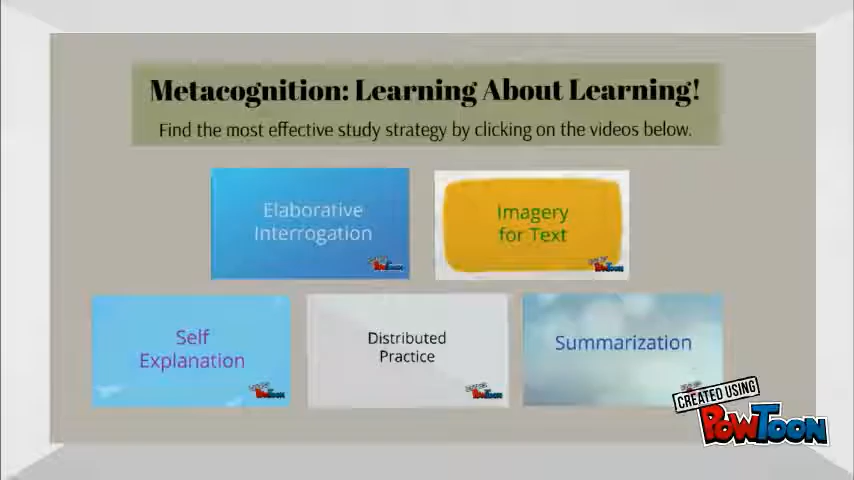 Metacognition: Learning About Learning!
Find the most effective study strategy by clicking on the videos below.
Elaborative
Interrogation
Imagery
for Text
Self
Explanation
Distributed
Practice
Summarization
CREATED USING
POWTOON